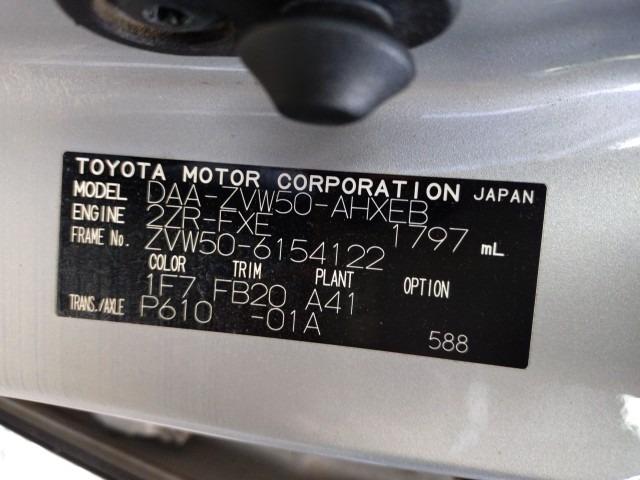 TOYOTA MOTOR CORPORATION JAPAN
MODEL DAA-ZVW50-AHXEB
ENGINE 2ZR-FXE 1797 mL
FRAME No. ZVW50-6154122
COLOR TRIM PLANT OPTION
1F7 FB20 A41
TRANS./AXLE P610 -01A
588